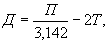 Д = П / 3,142 − 2Т,